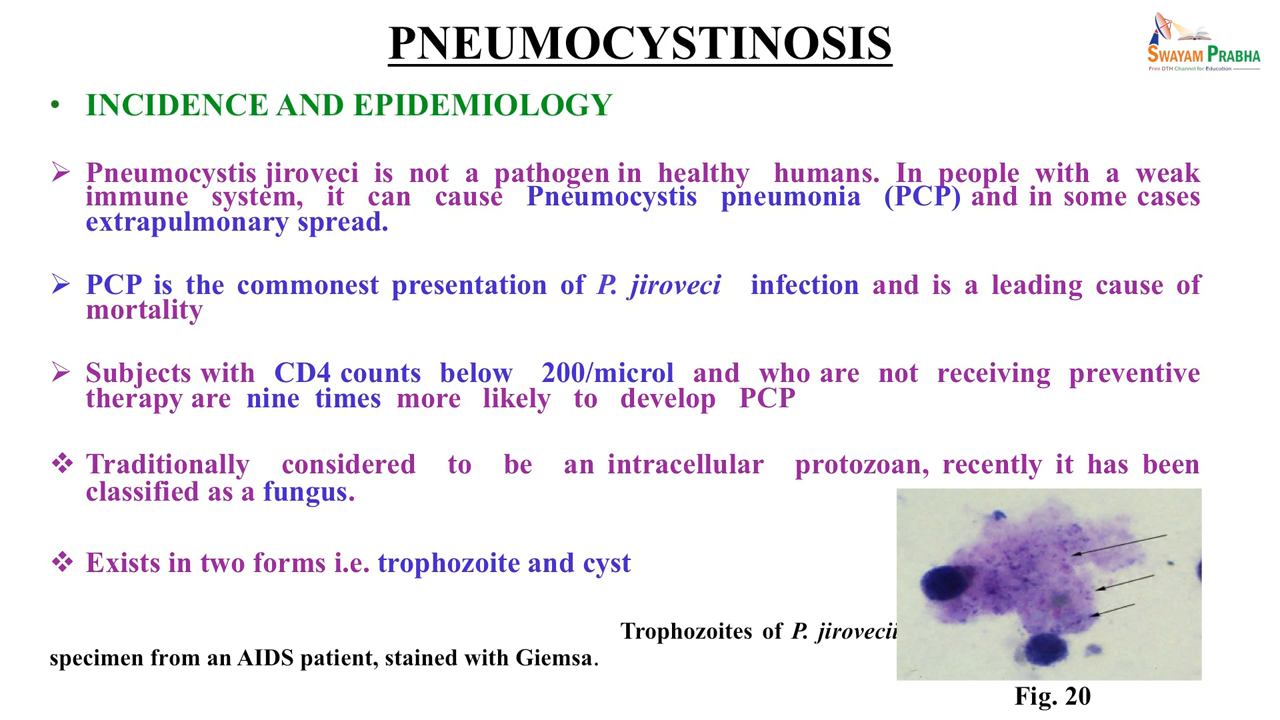 PNEUMOCYSTINOSIS
SWAYAM PRABHA
Free DTH Channel for Education
• INCIDENCE AND EPIDEMIOLOGY
➢ Pneumocystis jiroveci is not a pathogen in healthy humans. In people with a weak
immune system, it can cause Pneumocystis pneumonia (PCP) and in some cases
extrapulmonary spread.
➢ PCP is the commonest presentation of P. jiroveci infection and is a leading cause of
mortality
➢ Subjects with CD4 counts below 200/microl and who are not receiving preventive
therapy are nine times more likely to develop PCP
❖ Traditionally considered to be an intracellular protozoan, recently it has been
classified as a fungus.
❖ Exists in two forms i.e. trophozoite and cyst
Trophozoites of P. jirovecii
specimen from an AIDS patient, stained with Giemsa.
Fig. 20